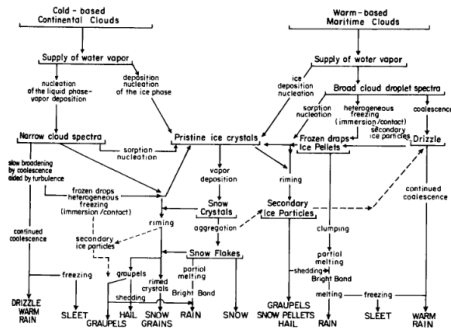 Cold - based
Continental Clouds
Warm-based
Maritime Clouds
Supply of water vapor
Supply of water vapor
nucleation
of the liquid phase-
vapor deposition
deposition
nucleation
of the ice phase
ice
deposition
nucleation
Broad cloud droplet spectra
sorption
nucleation
heterogeneous
freezing
(immersion/contact)
coalescence
secondary
ice particles
Narrow cloud spectra
Pristine ice crystals
Frozen drops
Ice Pellets
Drizzle
sorption
nucleation
slow broadening
by coalescence
aided by turbulence
frozen drops
heterogeneous
freezing
(immersion/contact)
vapor
deposition
riming
Snow
Crystals
Secondary
Ice Particles
continued
coalescence
riming
aggregation
clumping
continued
coalescence
secondary
ice particles
Snow Flakes
partial
melting
graupels
rimed
crystals
partial
melting
shedding
Bright Band
freezing
shedding
Bright Band
melting
freezing
DRIZZLE
WARM
RAIN
SLEET
GRAUPELS
HAIL
SNOW
GRAINS
RAIN
SNOW
GRAUPELS
SNOW PELLETS
HAIL
RAIN
SLEET
WARM
RAIN